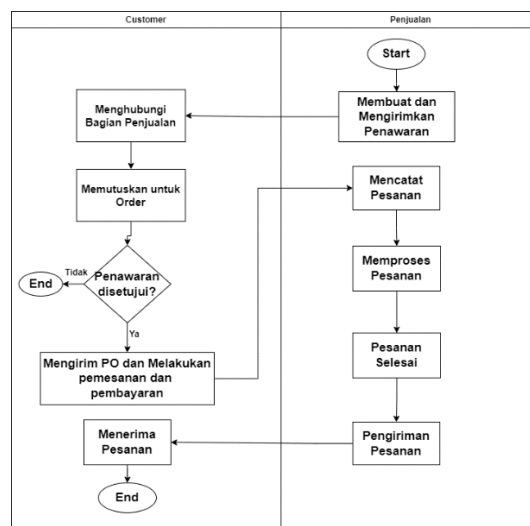 Customer
Penjualan
Start
Membuat dan
Mengirimkan
Penawaran
Menghubungi
Bagian Penjualan
Memutuskan untuk
Order
Penawaran
disetujui?
Tidak
End
Ya
Mengirim PO dan Melakukan
pemesanan dan
pembayaran
Mencatat
Pesanan
Memproses
Pesanan
Pesanan
Selesai
Pengiriman
Pesanan
Menerima
Pesanan
End